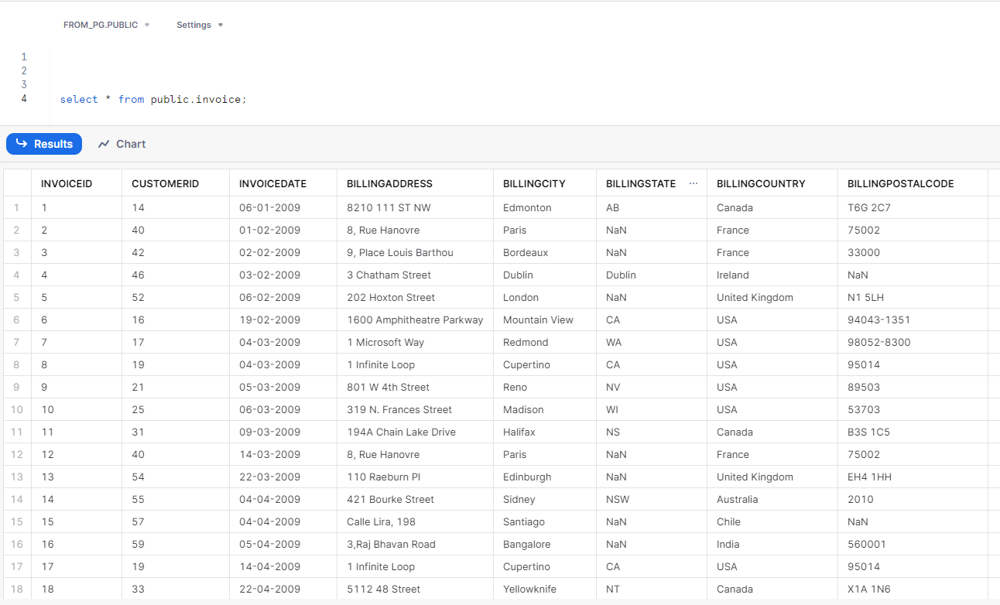 FROM_PG.PUBLIC Settings
1
2
3
4 select * from public.invoice;
Results Chart
INVOICEID CUSTOMERID INVOICEDATE BILLINGADDRESS BILLINGCITY BILLINGSTATE ... BILLINGCOUNTRY BILLINGPOSTALCODE
1 1 14 06-01-2009 8210 111 ST NW Edmonton AB Canada T6G 2C7
2 2 40 01-02-2009 8, Rue Hanovre Paris NaN France 75002
3 3 42 02-02-2009 9, Place Louis Barthou Bordeaux NaN France 33000
4 4 46 03-02-2009 3 Chatham Street Dublin Dublin Ireland NaN
5 5 52 06-02-2009 202 Hoxton Street London NaN United Kingdom N1 5LH
6 6 16 19-02-2009 1600 Amphitheatre Parkway Mountain View CA USA 94043-1351
7 7 17 04-03-2009 1 Microsoft Way Redmond WA USA 98052-8300
8 8 19 04-03-2009 1 Infinite Loop Cupertino CA USA 95014
9 9 21 05-03-2009 801 W 4th Street Reno NV USA 89503
10 10 25 06-03-2009 319 N. Frances Street Madison WI USA 53703
11 11 31 09-03-2009 194A Chain Lake Drive Halifax NS Canada B3S 1C5
12 12 40 14-03-2009 8, Rue Hanovre Paris NaN France 75002
13 13 54 22-03-2009 110 Raeburn Pl Edinburgh NaN United Kingdom EH4 1HH
14 14 55 04-04-2009 421 Bourke Street Sidney NSW Australia 2010
15 15 57 04-04-2009 Calle Lira, 198 Santiago NaN Chile NaN
16 16 59 05-04-2009 3,Raj Bhavan Road Bangalore NaN India 560001
17 17 19 14-04-2009 1 Infinite Loop Cupertino CA USA 95014
18 18 33 22-04-2009 5112 48 Street Yellowknife NT Canada X1A 1N6